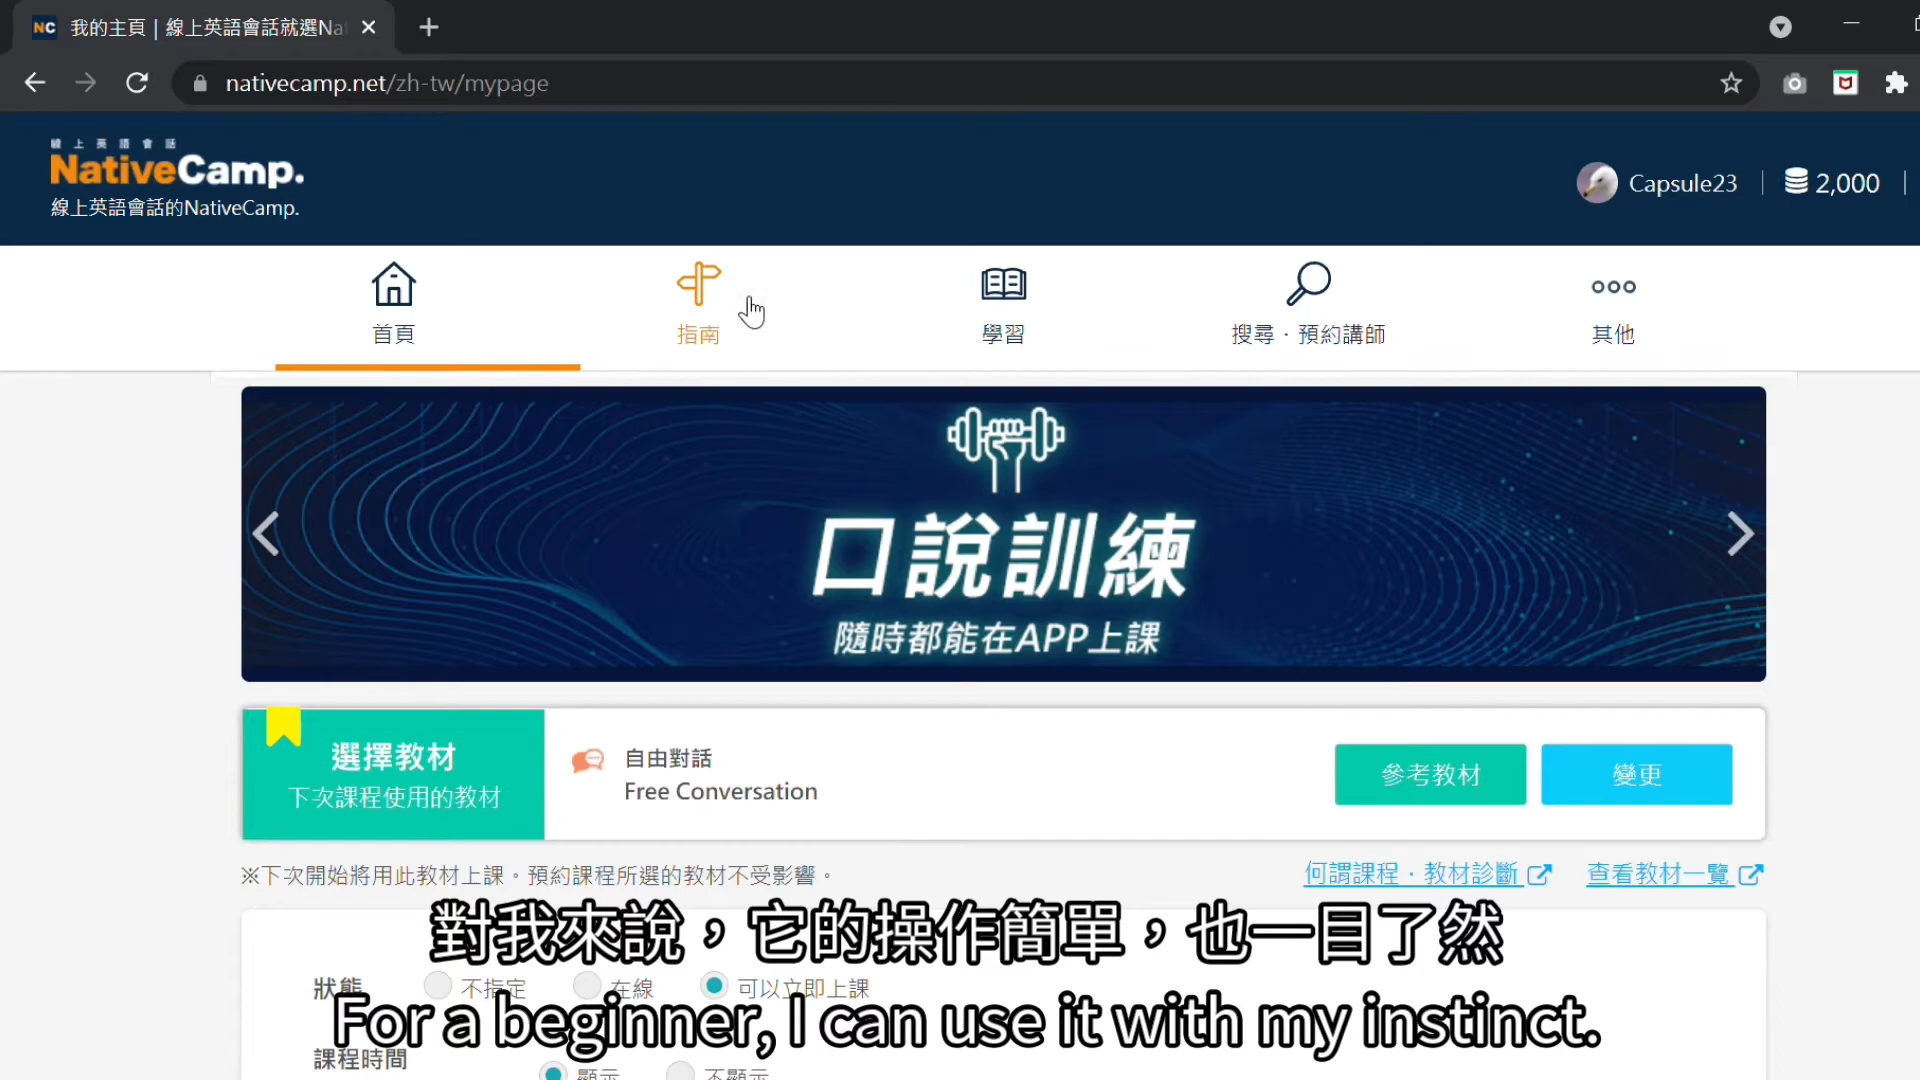 NC 我的主頁 | 線上英語會話就選Nat
nativecamp.net/zh-tw/mypage
線上英語會話
NativeCamp.
線上英語會話的NativeCamp.
Capsule23 | 2,000 |
首頁
指南
學習
搜尋・預約講師
其他
口說訓練
隨時都能在APP上課
選擇教材
下次課程使用的教材
自由對話
Free Conversation
參考教材
變更
※下次開始將用此教材上課。預約課程所選的教材不受影響。
何謂課程・教材診斷
查看教材一覽
對我來說，它的操作簡單，也一目了然
狀態 不指定 在線 可以立即上課
For a beginner, I can use it with my instinct.
課程時間
顯示 不顯示